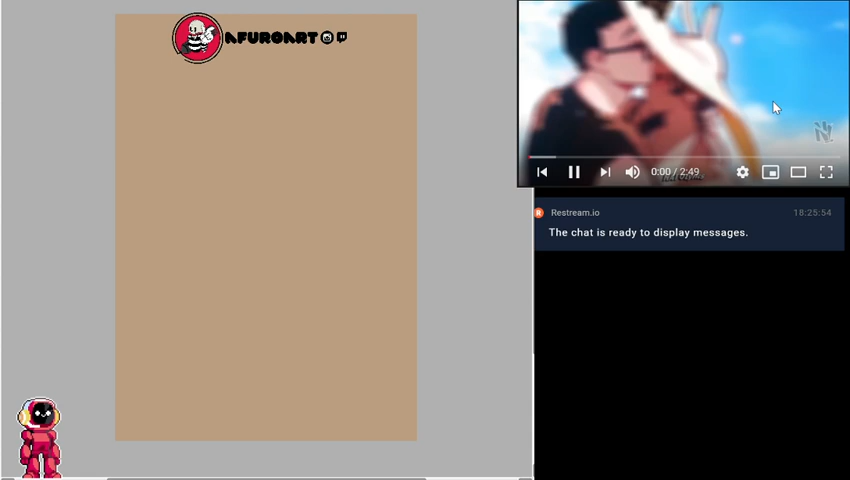 AFUROART
0:00 / 2:49
Restream.io
18:25:54
The chat is ready to display messages.